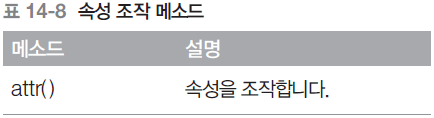 표 14-8 속성 조작 메소드
메소드 설명
attr() 속성을 조작합니다.